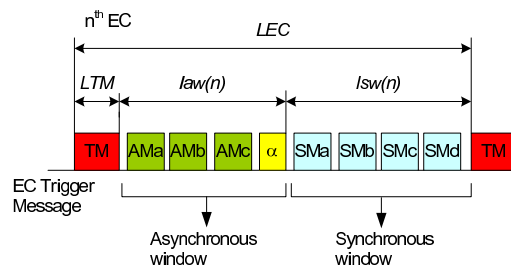 nth EC
LEC
LTM
law(n)
lsw(n)
TM
AMa
AMb
AMc
α
SMa
SMb
SMc
SMd
TM
EC Trigger
Message
Asynchronous
window
Synchronous
window